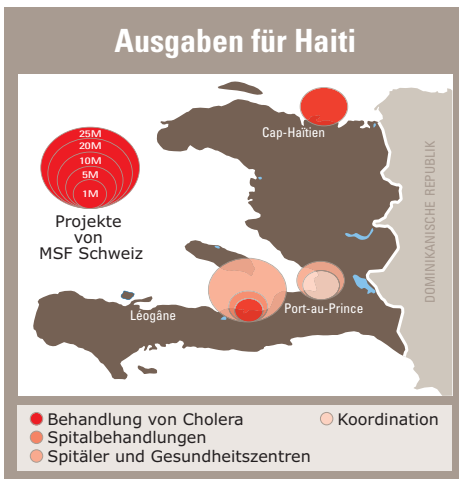 Ausgaben für Haiti
Cap-Haïtien
25M
20M
10M
5M
1M
Projekte
von
MSF Schweiz
DOMINIKANISCHE REPUBLIK
Léogâne
Port-au-Prince
Behandlung von Cholera
Koordination
Spitalbehandlungen
Spitäler und Gesundheitszentren